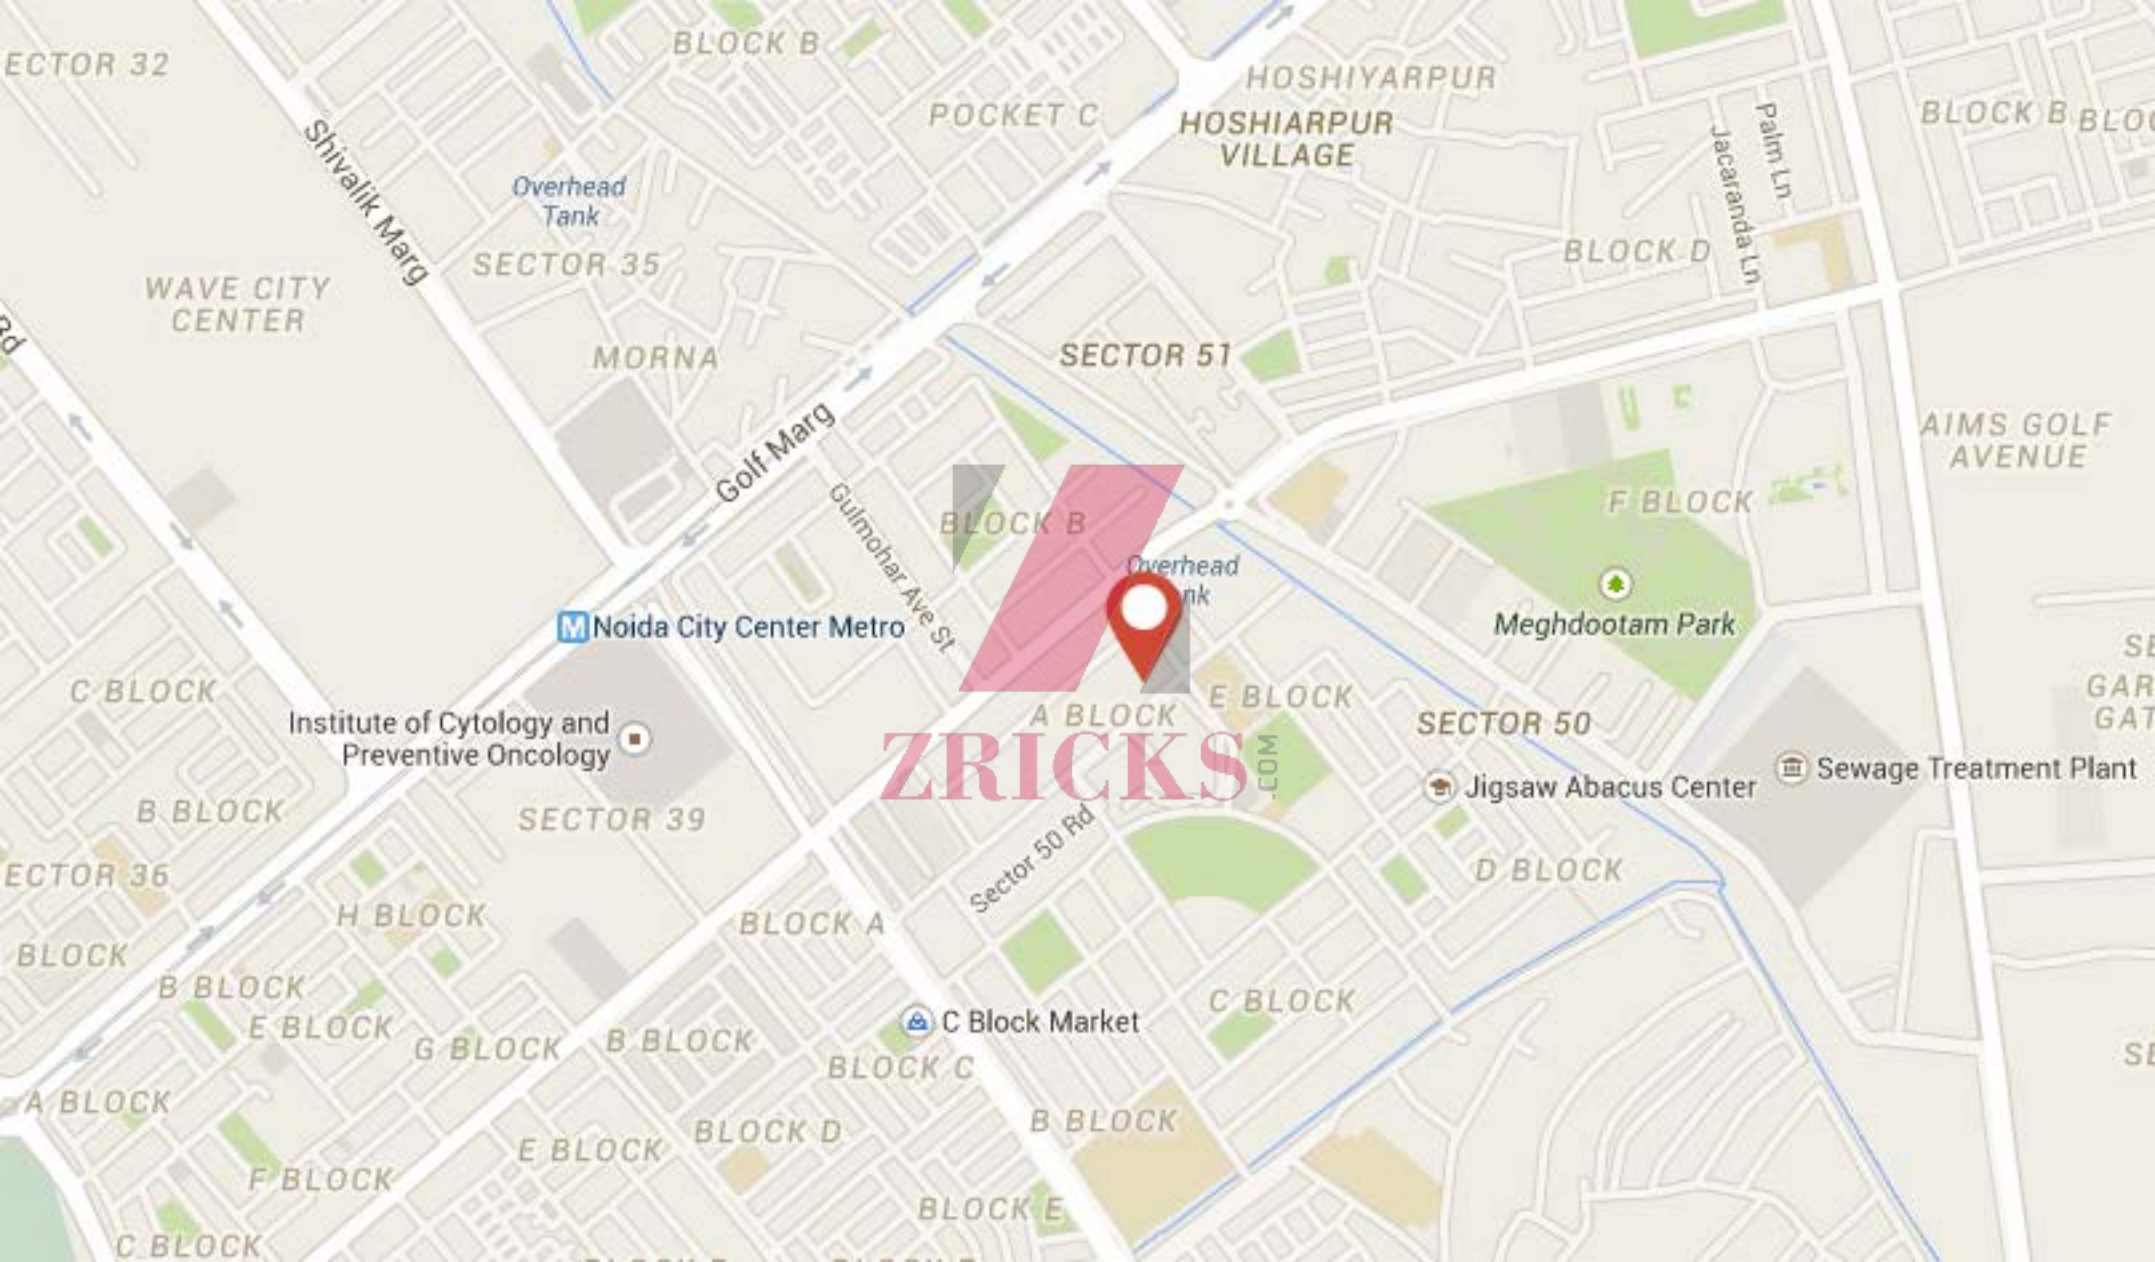 BLOCK B
ECTOR 32
HOSHIYARPUR
POCKET C
BLOCK B
HOSHIARPUR
VILLAGE
Palm Ln
Jacaranda Ln
Shivalik Marg
Overhead
Tank
BLOCK D
SECTOR 35
WAVE CITY
CENTER
Rd
MORNA
SECTOR 51
AIMS GOLF
AVENUE
Golf Marg
F BLOCK
BLOCK B
Gulmohar Ave St
Overhead
nk
Noida City Center Metro
M
Meghdootam Park
C BLOCK
E BLOCK
A BLOCK
SECTOR 50
GAR
GAT
Institute of Cytology and
Preventive Oncology
ZRICKS
.COM
Jigsaw Abacus Center
Sewage Treatment Plant
B BLOCK
SECTOR 39
Sector 50 Rd
ECTOR 36
D BLOCK
H BLOCK
BLOCK A
BLOCK
B BLOCK
C BLOCK
E BLOCK
G BLOCK
B BLOCK
C Block Market
BLOCK C
A BLOCK
B BLOCK
E BLOCK
BLOCK D
F BLOCK
BLOCK E
C BLOCK